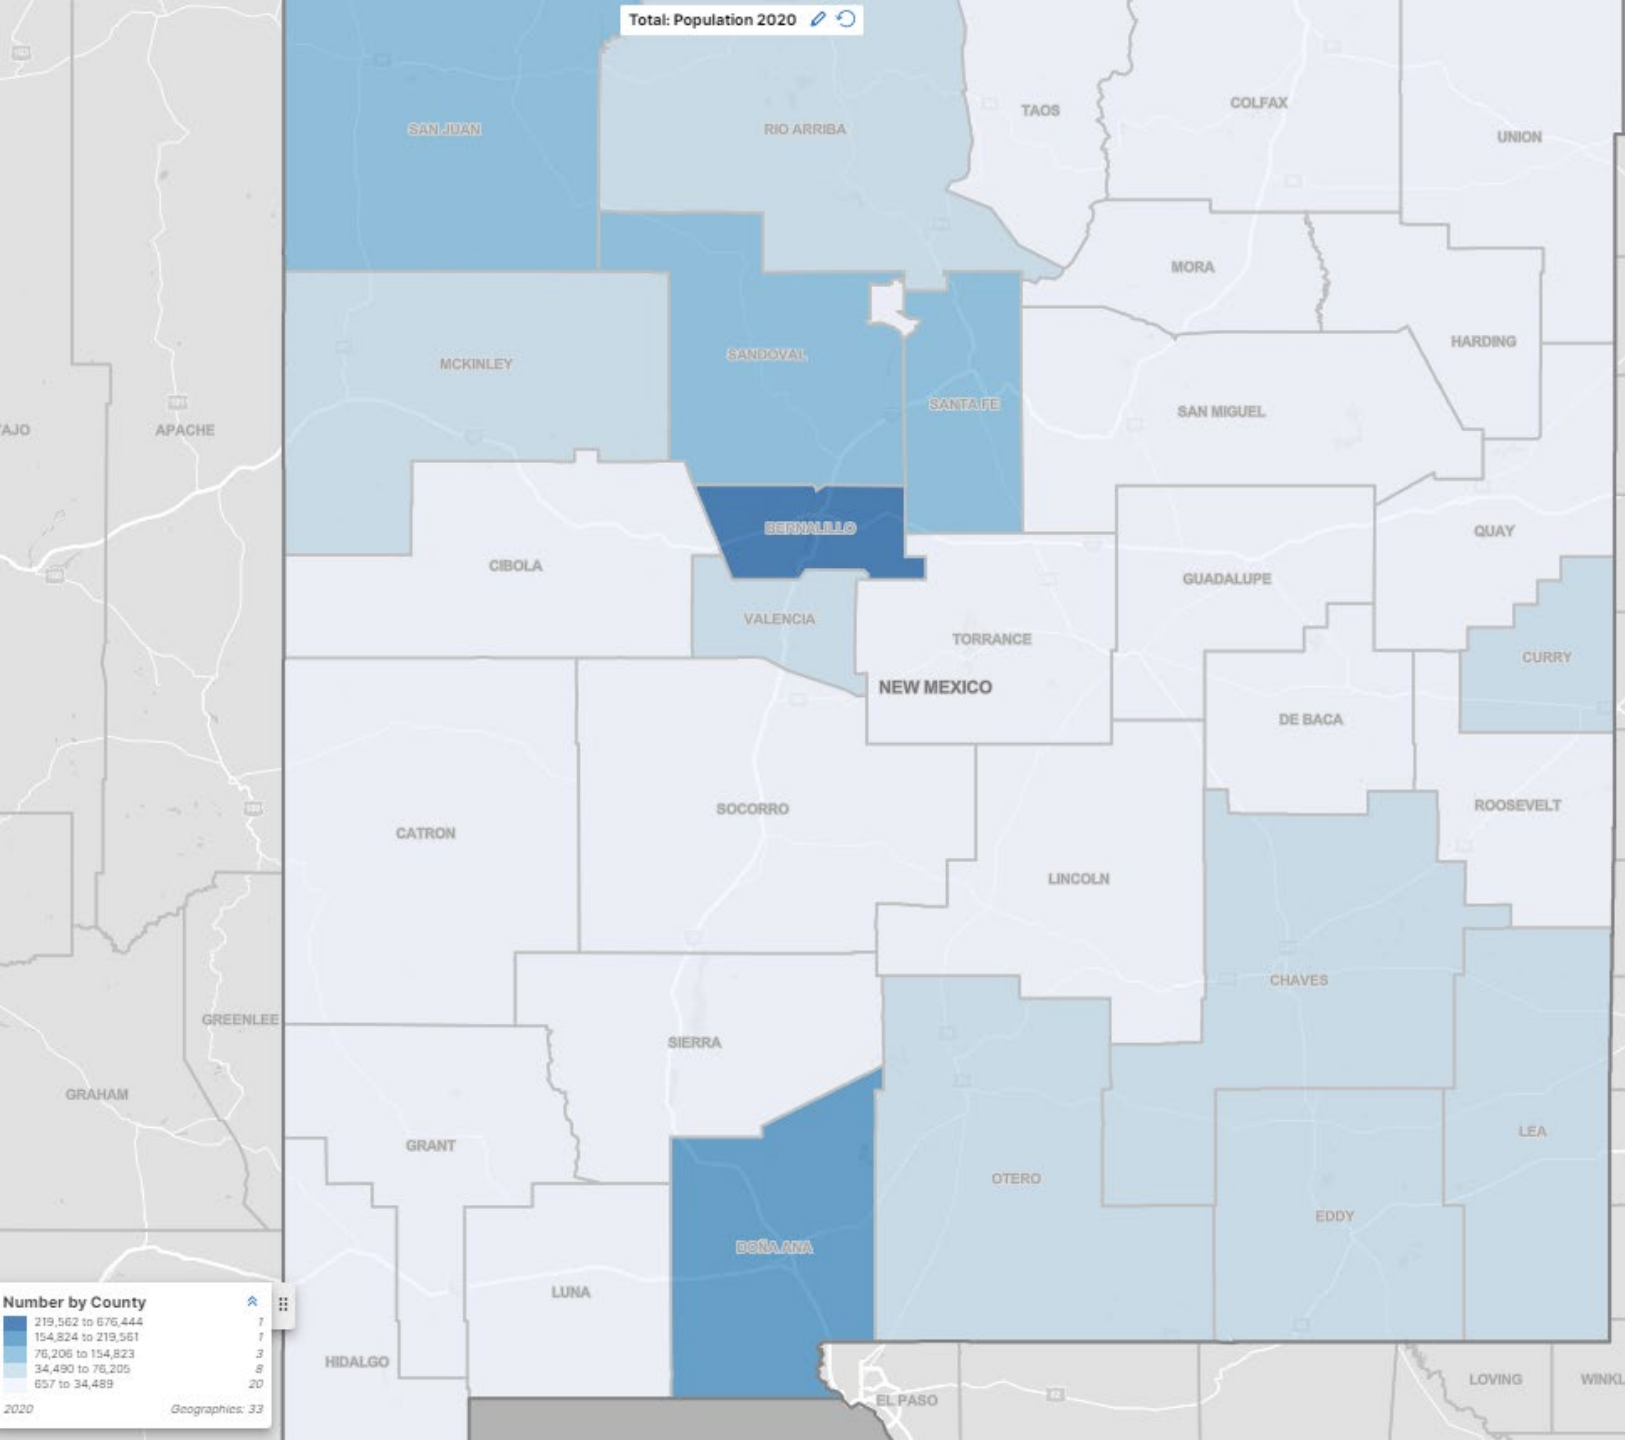 Total: Population 2020
SAN JUAN
RIO ARRIBA
TAOS
COLFAX
UNION
MORA
HARDING
MCKINLEY
SANDOVAL
SANTA FE
SAN MIGUEL
AJO
APACHE
BERNALILLO
QUAY
CIBOLA
GUADALUPE
VALENCIA
TORRANCE
CURRY
NEW MEXICO
DE BACA
ROOSEVELT
SOCORRO
CATRON
LINCOLN
CHAVES
GREENLEE
SIERRA
GRAHAM
GRANT
LEA
OTERO
EDDY
DOÑA ANA
LUNA
HIDALGO
EL PASO
LOVING
WINKL
Number by County
219,562 to 676,444 1
154,824 to 219,561 1
76,206 to 154,823 3
34,490 to 76,205 8
657 to 34,489 20
2020 Geographies: 33